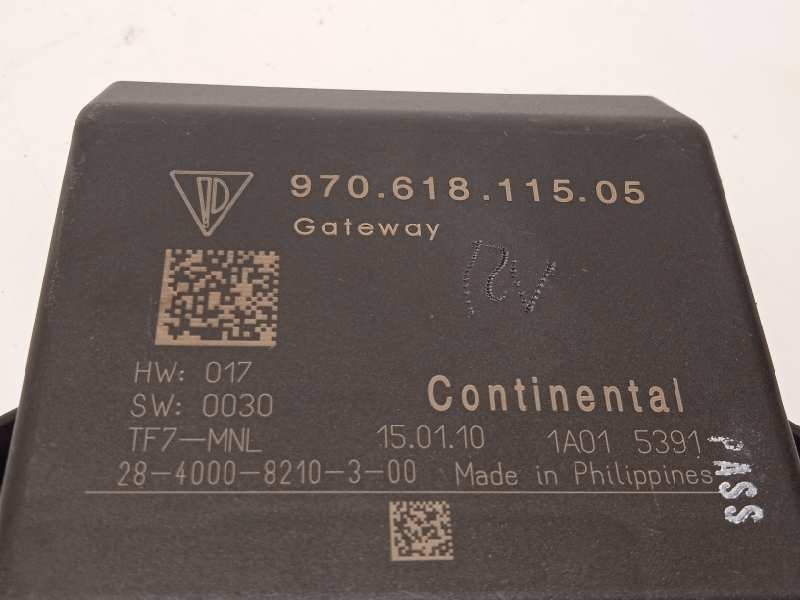 970.618.115.05
Gateway
HW: 017
SW: 0030
Continental
TF7-MNL 15.01.10 1A01 5391
28-4000-8210-3-00 Made in Philippines
PASS